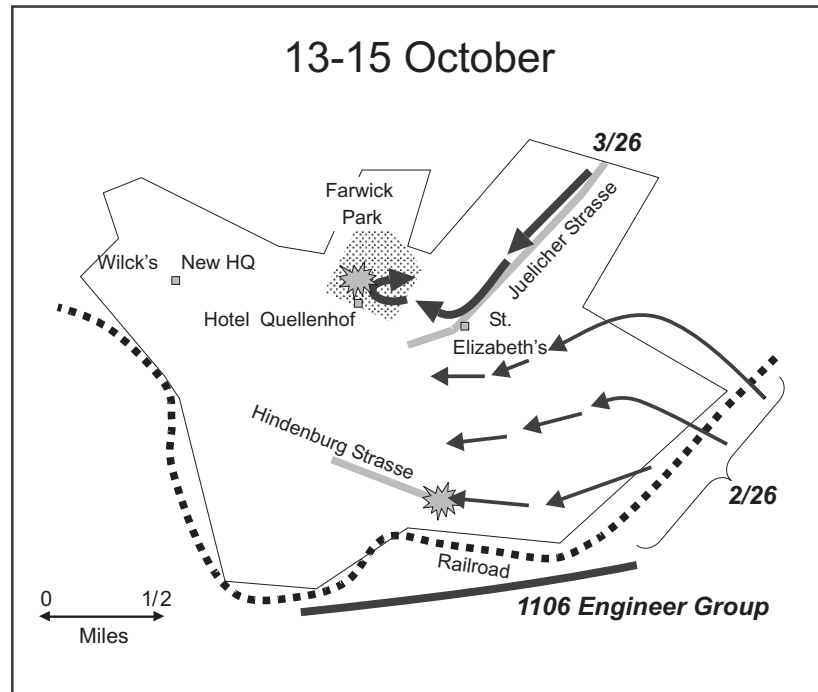 13-15 October
3/26
Farwick
Park
Juelicher Strasse
Wilck's New HQ
Hotel Quellenhof
St.
Elizabeth's
Hindenburg Strasse
2/26
Railroad
1106 Engineer Group
0 1/2
Miles